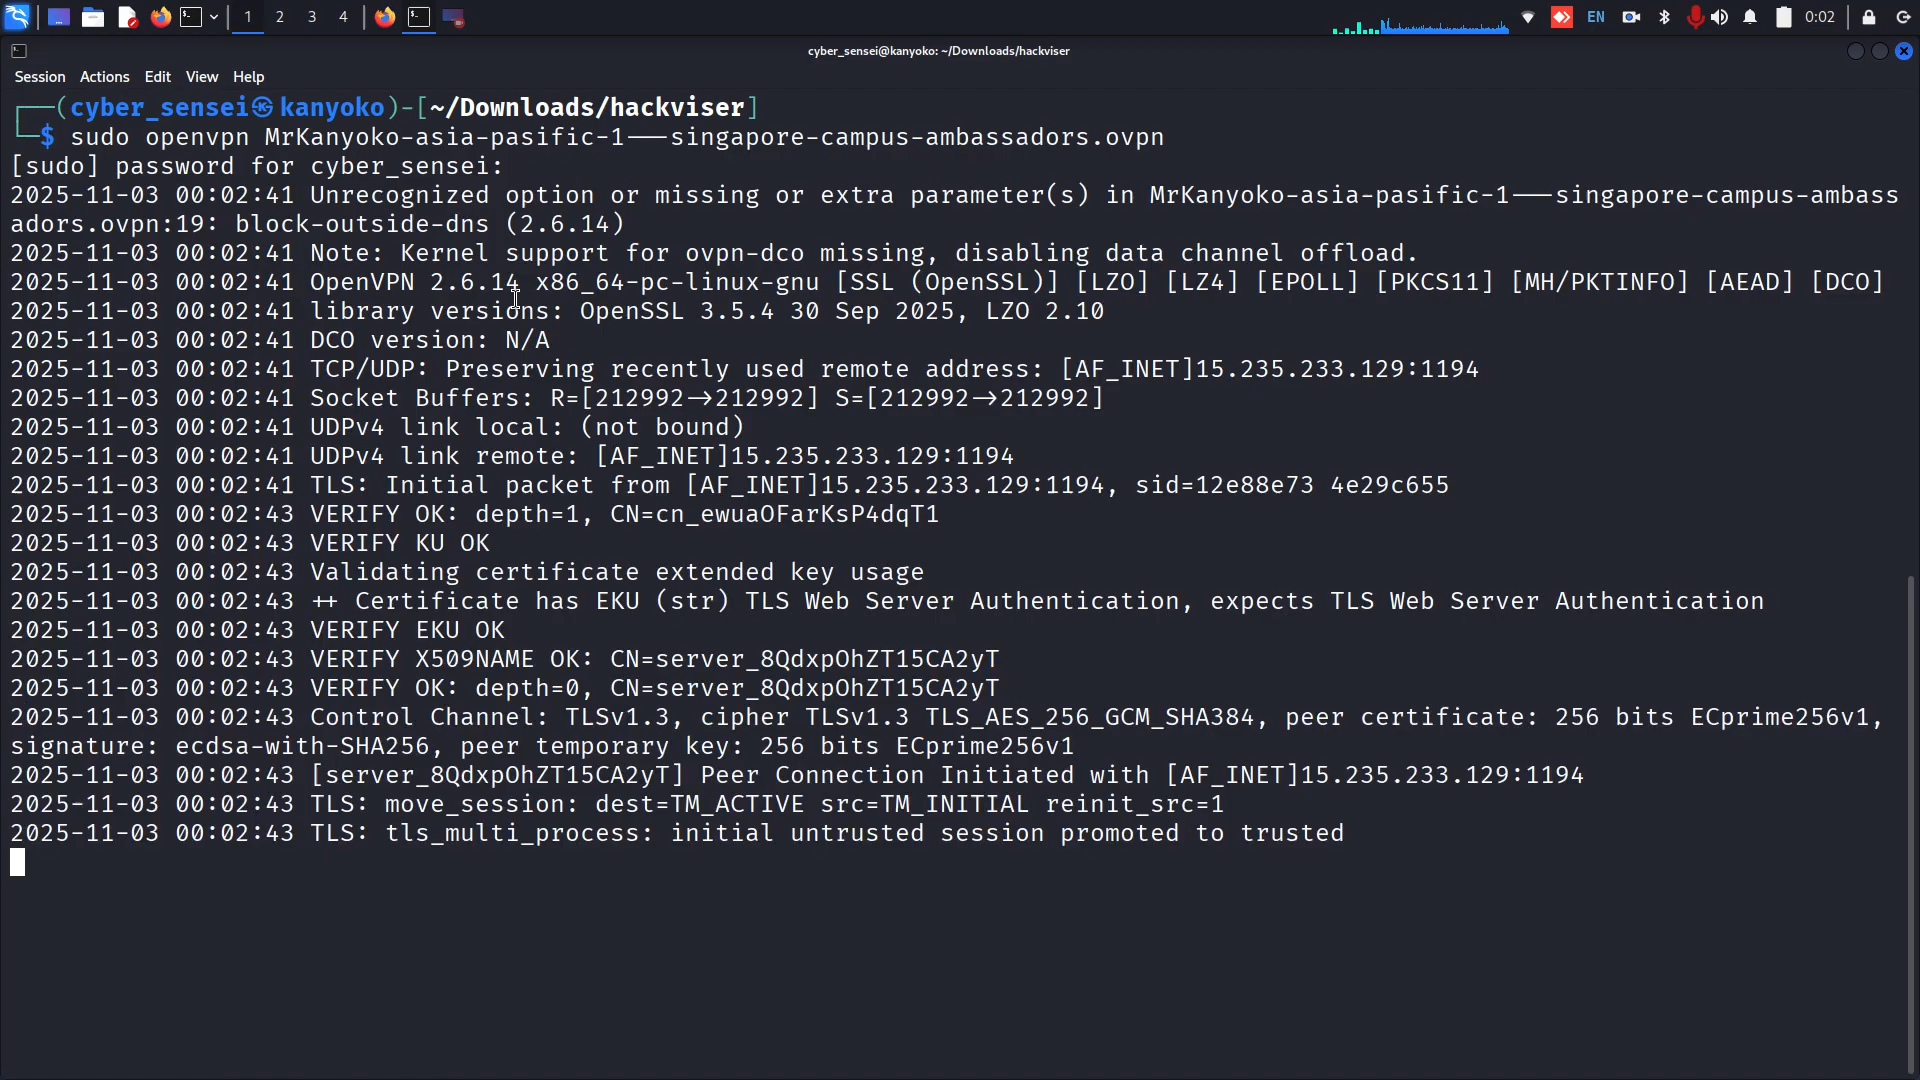 1 2 3 4 EN 0:02
cyber_sensei@kanyoko: ~/Downloads/hackviser
Session Actions Edit View Help
┌──(cyber_sensei㉿kanyoko)-[~/Downloads/hackviser]
└─$ sudo openvpn MrKanyoko-asia-pasific-1---singapore-campus-ambassadors.ovpn
[sudo] password for cyber_sensei:
2025-11-03 00:02:41 Unrecognized option or missing or extra parameter(s) in MrKanyoko-asia-pasific-1---singapore-campus-ambass
adors.ovpn:19: block-outside-dns (2.6.14)
2025-11-03 00:02:41 Note: Kernel support for ovpn-dco missing, disabling data channel offload.
2025-11-03 00:02:41 OpenVPN 2.6.14 x86_64-pc-linux-gnu [SSL (OpenSSL)] [LZO] [LZ4] [EPOLL] [PKCS11] [MH/PKTINFO] [AEAD] [DCO]
2025-11-03 00:02:41 library versions: OpenSSL 3.5.4 30 Sep 2025, LZO 2.10
2025-11-03 00:02:41 DCO version: N/A
2025-11-03 00:02:41 TCP/UDP: Preserving recently used remote address: [AF_INET]15.235.233.129:1194
2025-11-03 00:02:41 Socket Buffers: R=[212992->212992] S=[212992->212992]
2025-11-03 00:02:41 UDPv4 link local: (not bound)
2025-11-03 00:02:41 UDPv4 link remote: [AF_INET]15.235.233.129:1194
2025-11-03 00:02:41 TLS: Initial packet from [AF_INET]15.235.233.129:1194, sid=12e88e73 4e29c655
2025-11-03 00:02:43 VERIFY OK: depth=1, CN=cn_ewuaOFarKsP4dqT1
2025-11-03 00:02:43 VERIFY KU OK
2025-11-03 00:02:43 Validating certificate extended key usage
2025-11-03 00:02:43 ++ Certificate has EKU (str) TLS Web Server Authentication, expects TLS Web Server Authentication
2025-11-03 00:02:43 VERIFY EKU OK
2025-11-03 00:02:43 VERIFY X509NAME OK: CN=server_8QdxpOhZT15CA2yT
2025-11-03 00:02:43 VERIFY OK: depth=0, CN=server_8QdxpOhZT15CA2yT
2025-11-03 00:02:43 Control Channel: TLSv1.3, cipher TLSv1.3 TLS_AES_256_GCM_SHA384, peer certificate: 256 bits ECprime256v1,
signature: ecdsa-with-SHA256, peer temporary key: 256 bits ECprime256v1
2025-11-03 00:02:43 [server_8QdxpOhZT15CA2yT] Peer Connection Initiated with [AF_INET]15.235.233.129:1194
2025-11-03 00:02:43 TLS: move_session: dest=TM_ACTIVE src=TM_INITIAL reinit_src=1
2025-11-03 00:02:43 TLS: tls_multi_process: initial untrusted session promoted to trusted